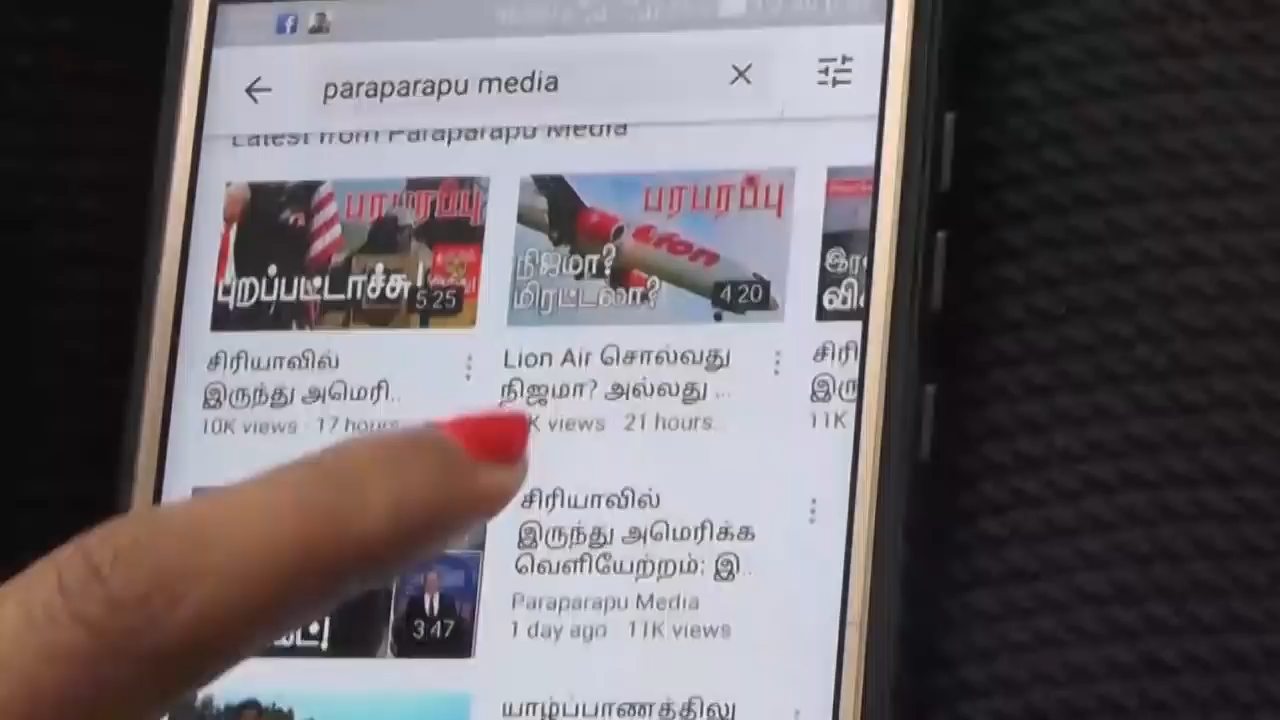 paraparapu media
Latest from Paraparapu Media
பரபரப்பு
புறப்பட்டாச்சு!
5:25
பரபரப்பு
Lion
நிஜமா?
மிரட்டலா?
4:20
சிரியாவில்
இருந்து அமெரி..
10K views · 17 hours
Lion Air சொல்வது
நிஜமா? அல்லது ...
K views · 21 hours..
சிரி
இரு
11K
3:47
சிரியாவில்
இருந்து அமெரிக்க
வெளியேற்றம்; இ..
Paraparapu Media
1 day ago · 11K views
யாழ்ப்பாணத்திலு